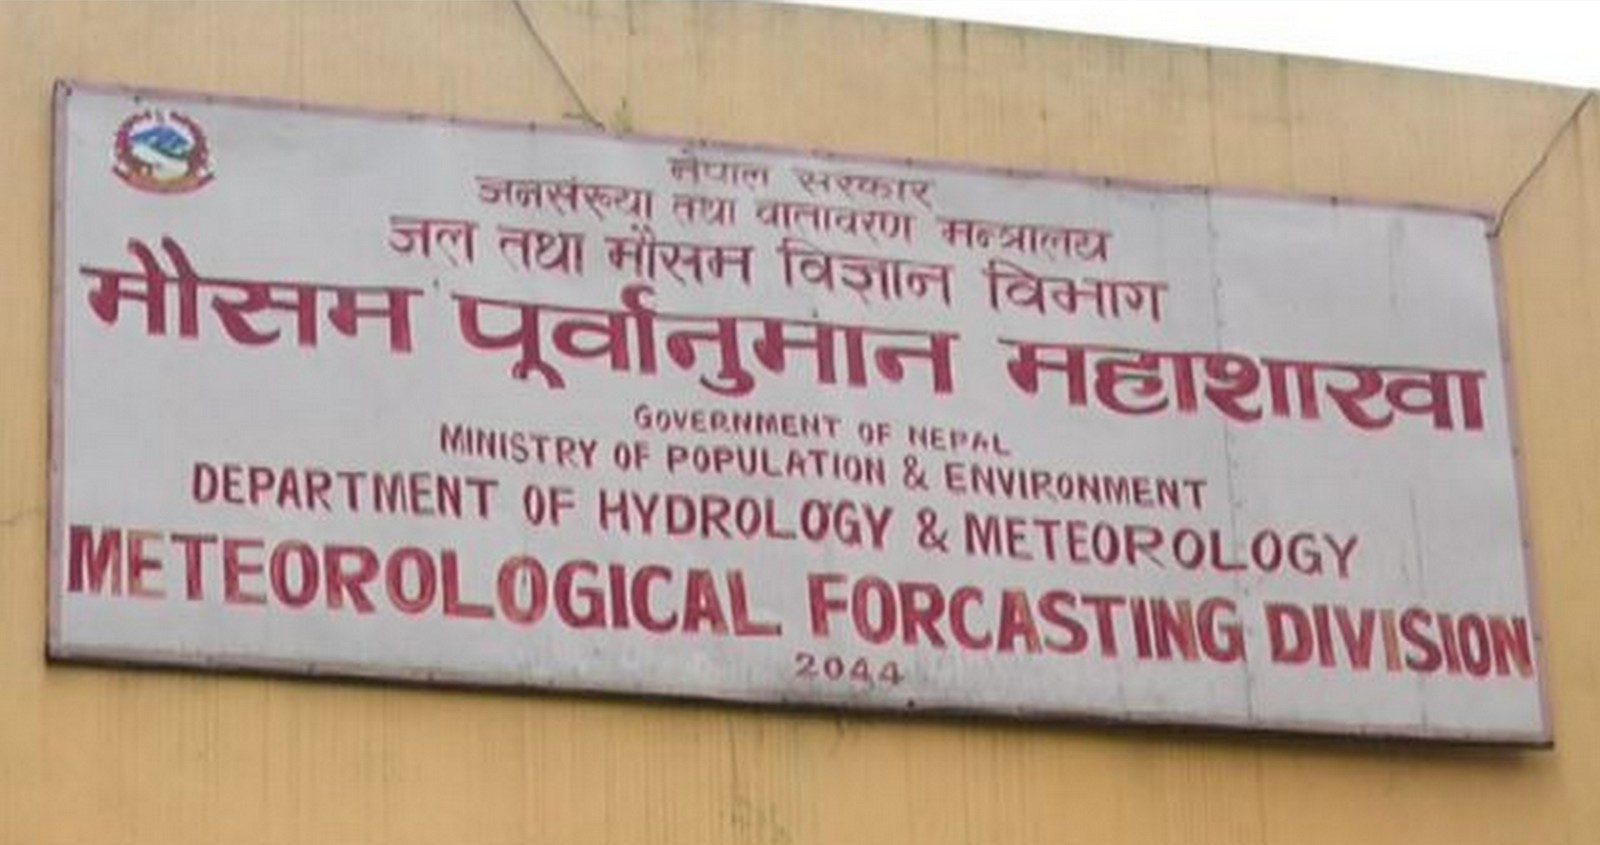 नेपाल सरकार
जनसंख्या तथा वातावरण मन्त्रालय
जल तथा मौसम विज्ञान विभाग
मौसम पूर्वानुमान महाशाखा
GOVERNMENT OF NEPAL
MINISTRY OF POPULATION & ENVIRONMENT
DEPARTMENT OF HYDROLOGY & METEOROLOGY
METEOROLOGICAL FORCASTING DIVISION
2044